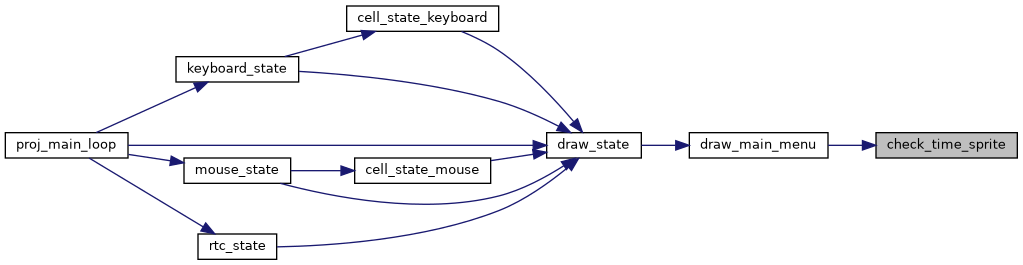 cell_state_keyboard
keyboard_state
proj_main_loop
draw_state
draw_main_menu
check_time_sprite
mouse_state
cell_state_mouse
rtc_state